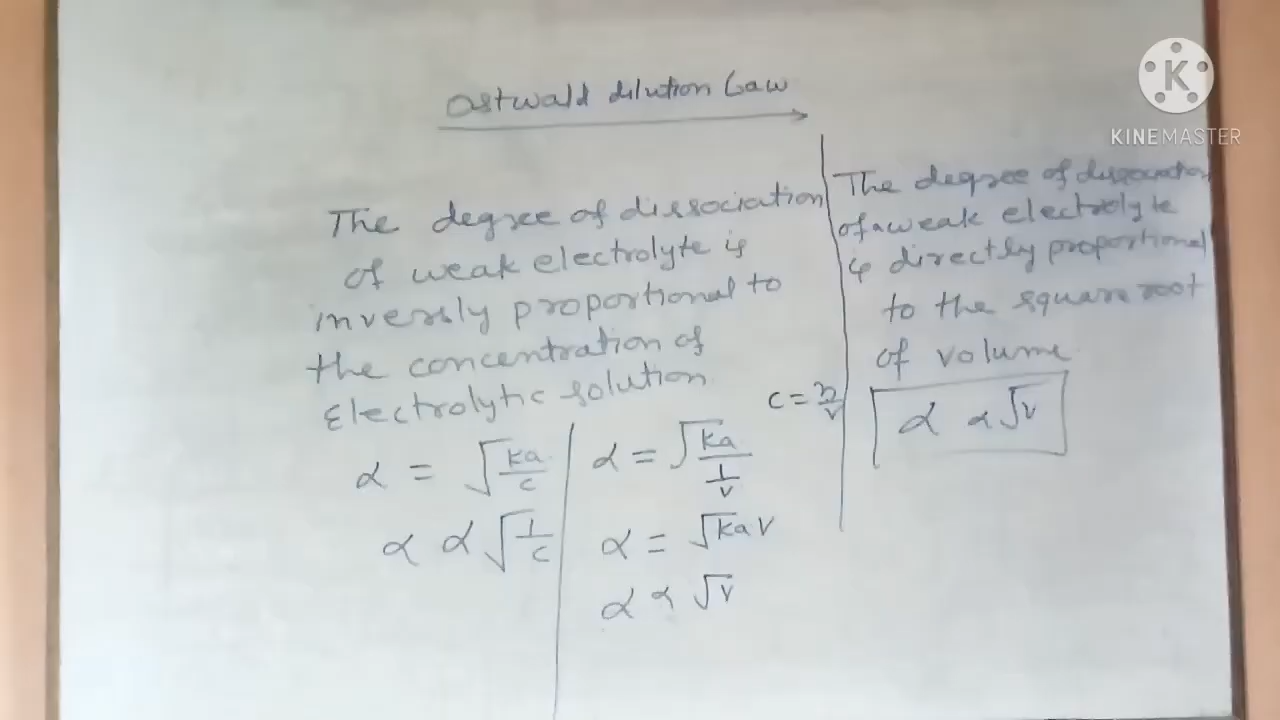 Ostwald dilution Law
The degree of dissociation
of weak electrolyte is
inversly proportional to
the concentration of
Electrolytic solution
α = √ka/c
α ∝ √1/c
α = √ka/1/v
α = √kav
α ∝ √v
c = n/v
The degree of dissociation
of a weak electrolyte
is directly proportional
to the square root
of volume
α ∝ √v
K
KINEMASTER